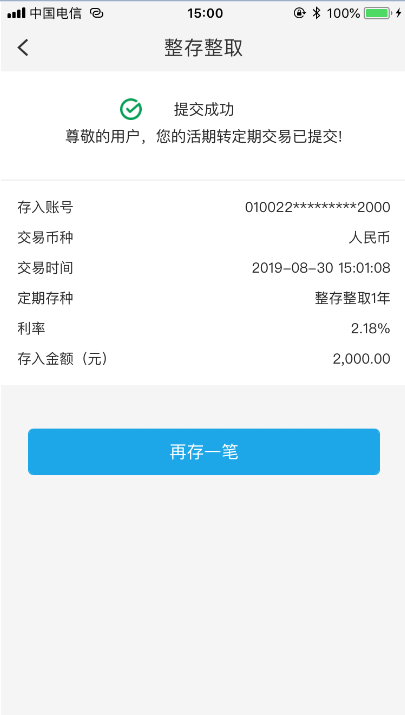 中国电信 15:00 100%
整存整取
提交成功
尊敬的用户，您的活期转定期交易已提交!
存入账号 010022*********2000
交易币种 人民币
交易时间 2019-08-30 15:01:08
定期存种 整存整取1年
利率 2.18%
存入金额（元） 2,000.00
再存一笔